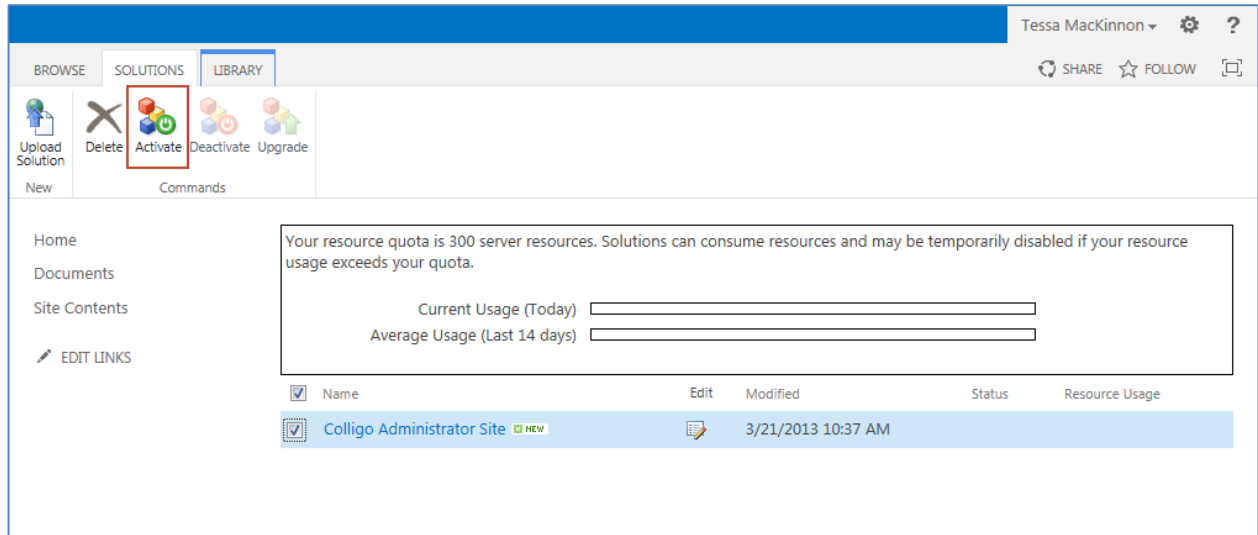 Tessa MacKinnon
?
BROWSE SOLUTIONS LIBRARY
SHARE FOLLOW
Upload Solution
Delete Activate Deactivate Upgrade
New Commands
Home
Documents
Site Contents
EDIT LINKS
Your resource quota is 300 server resources. Solutions can consume resources and may be temporarily disabled if your resource
usage exceeds your quota.
Current Usage (Today)
Average Usage (Last 14 days)
Name Edit Modified Status Resource Usage
Colligo Administrator Site NEW 3/21/2013 10:37 AM